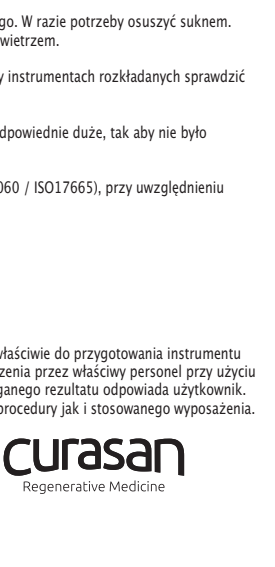 go. W razie potrzeby osuszyć suknem.
wietrzem.
y instrumentach rozkładanych sprawdzić
dpowiednie duże, tak aby nie było
060 / ISO17665), przy uwzględnieniu
właściwie do przygotowania instrumentu
zenia przez właściwy personel przy użyciu
ganego rezultatu odpowiada użytkownik.
procedury jak i stosowanego wyposażenia.
curasan
Regenerative Medicine